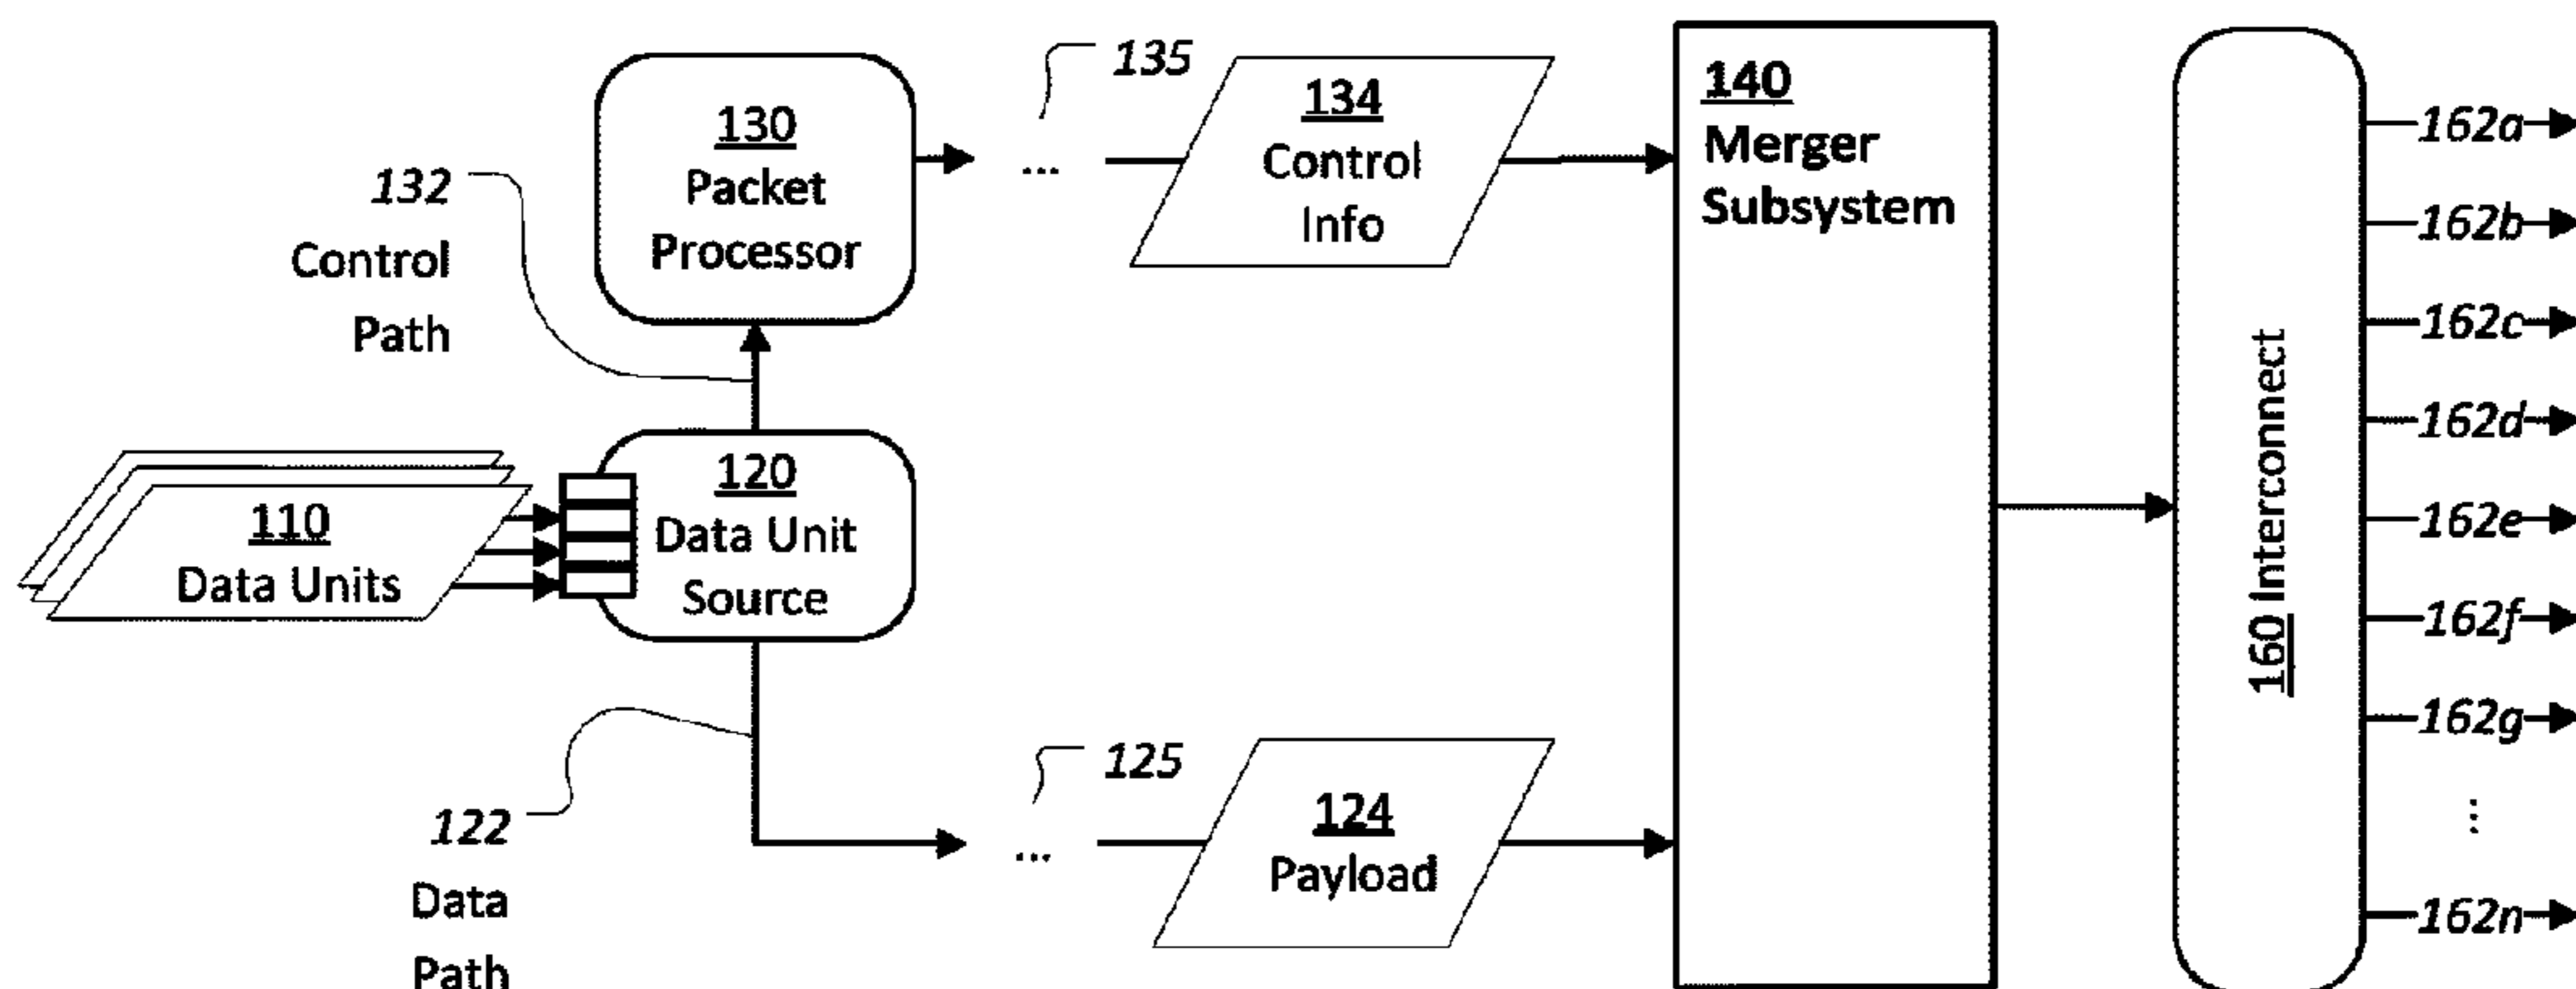 135
134
Control
Info
140
Merger
Subsystem
130
Packet
Processor
132
Control
Path
...
110
Data Units
120
Data Unit
Source
122
Data
Path
125
...
124
Payload
160 Interconnect
162a
162b
162c
162d
162e
162f
162g
...
162n